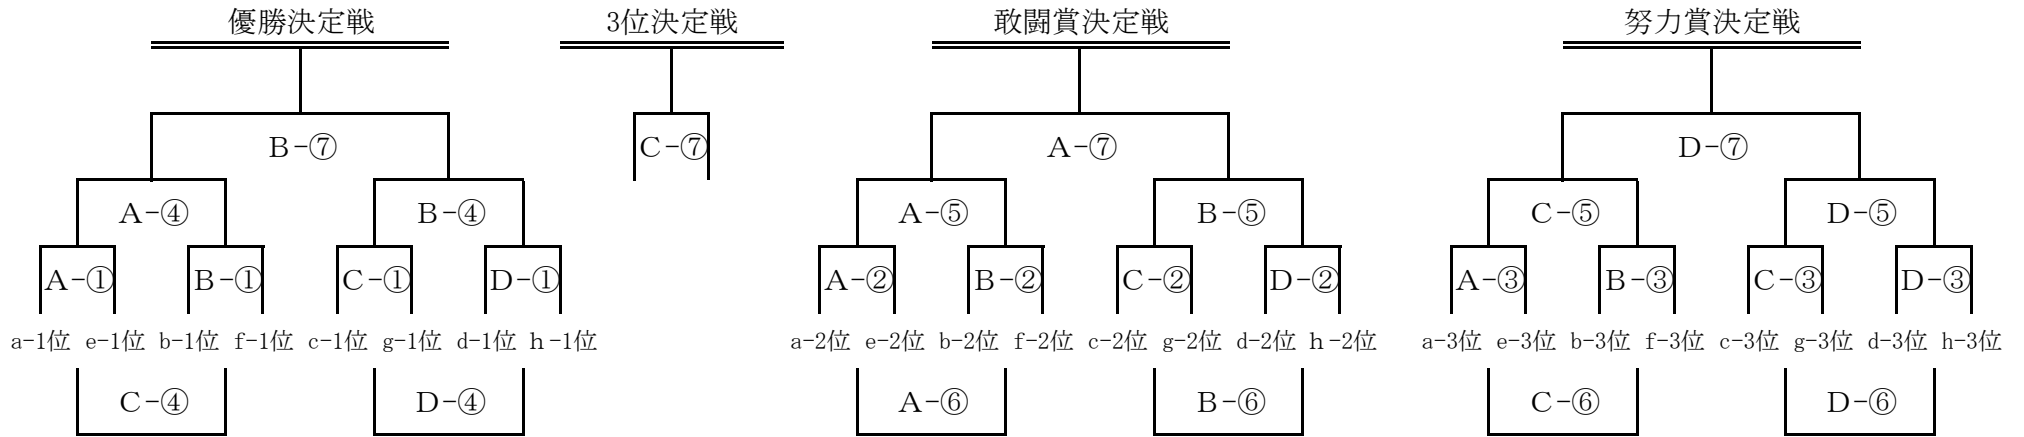 優勝決定戦 3位決定戦 敢闘賞決定戦 努力賞決定戦
B-⑦ C-⑦ A-⑦ D-⑦
A-④ B-④ A-⑤ B-⑤ C-⑤ D-⑤
A-① B-① C-① D-① A-② B-② C-② D-② A-③ B-③ C-③ D-③
a-1位 e-1位 b-1位 f-1位 c-1位 g-1位 d-1位 h-1位 a-2位 e-2位 b-2位 f-2位 c-2位 g-2位 d-2位 h-2位 a-3位 e-3位 b-3位 f-3位 c-3位 g-3位 d-3位 h-3位
C-④ D-④ A-⑥ B-⑥ C-⑥ D-⑥